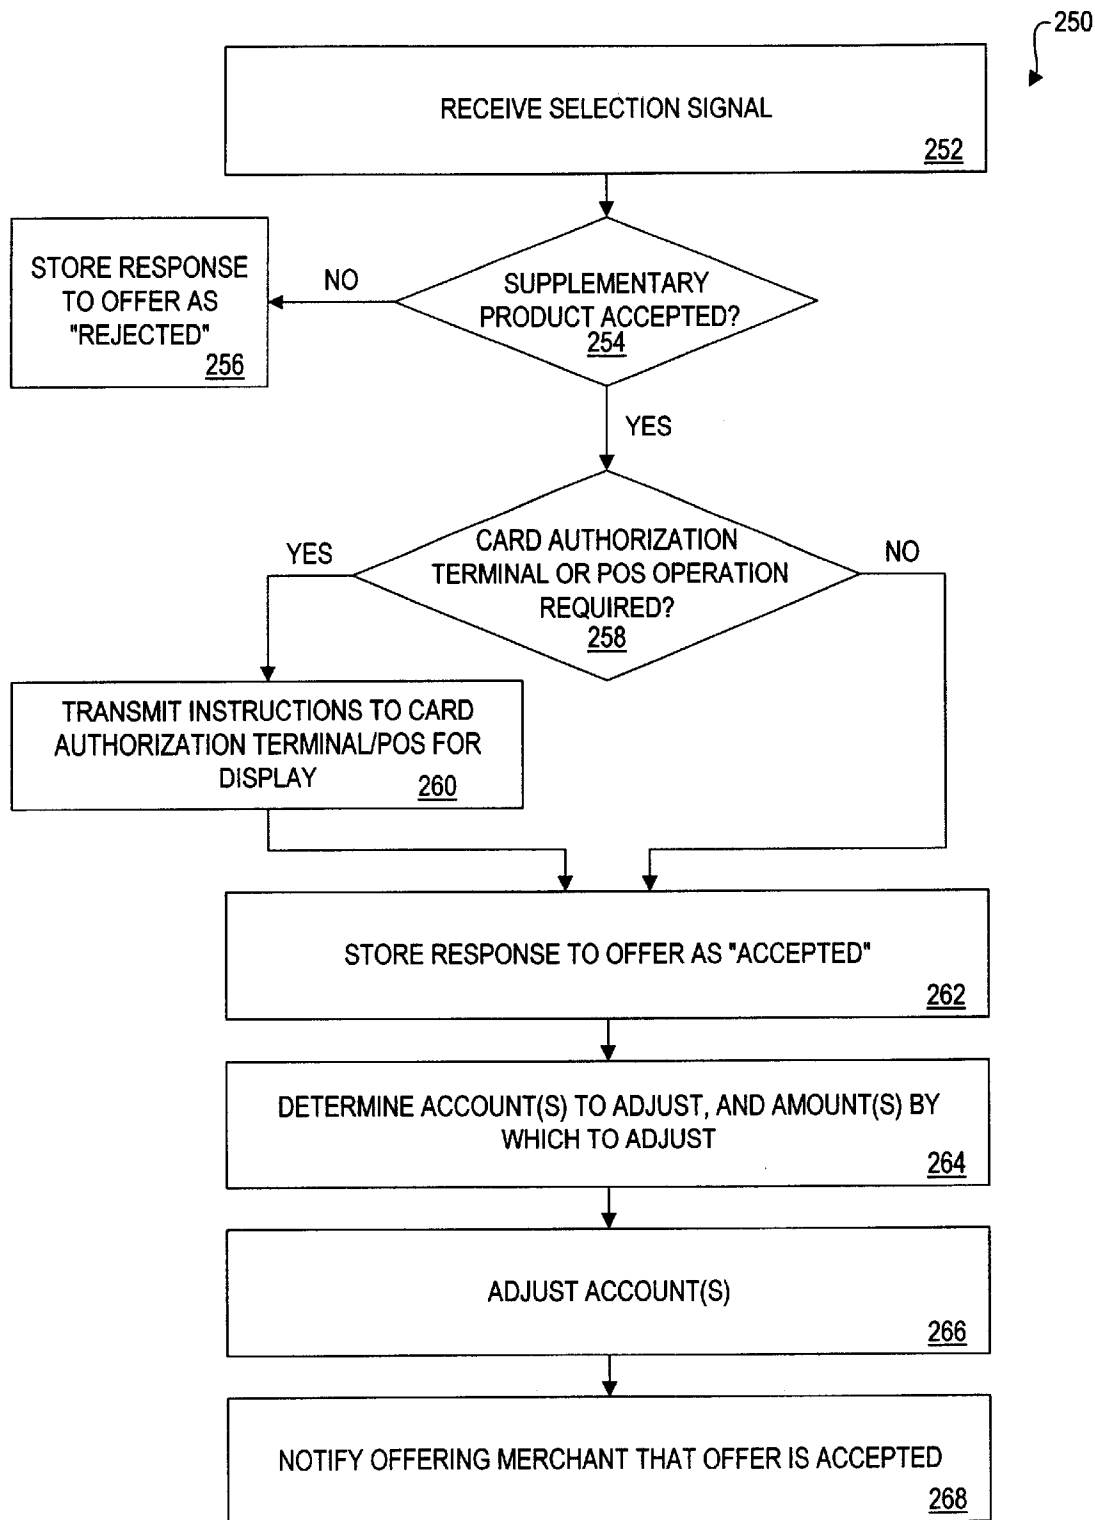 250
RECEIVE SELECTION SIGNAL
252
STORE RESPONSE
TO OFFER AS
"REJECTED"
256
NO
SUPPLEMENTARY
PRODUCT ACCEPTED?
254
YES
YES
CARD AUTHORIZATION
TERMINAL OR POS OPERATION
REQUIRED?
258
NO
TRANSMIT INSTRUCTIONS TO CARD
AUTHORIZATION TERMINAL/POS FOR
DISPLAY
260
STORE RESPONSE TO OFFER AS "ACCEPTED"
262
DETERMINE ACCOUNT(S) TO ADJUST, AND AMOUNT(S) BY
WHICH TO ADJUST
264
ADJUST ACCOUNT(S)
266
NOTIFY OFFERING MERCHANT THAT OFFER IS ACCEPTED
268